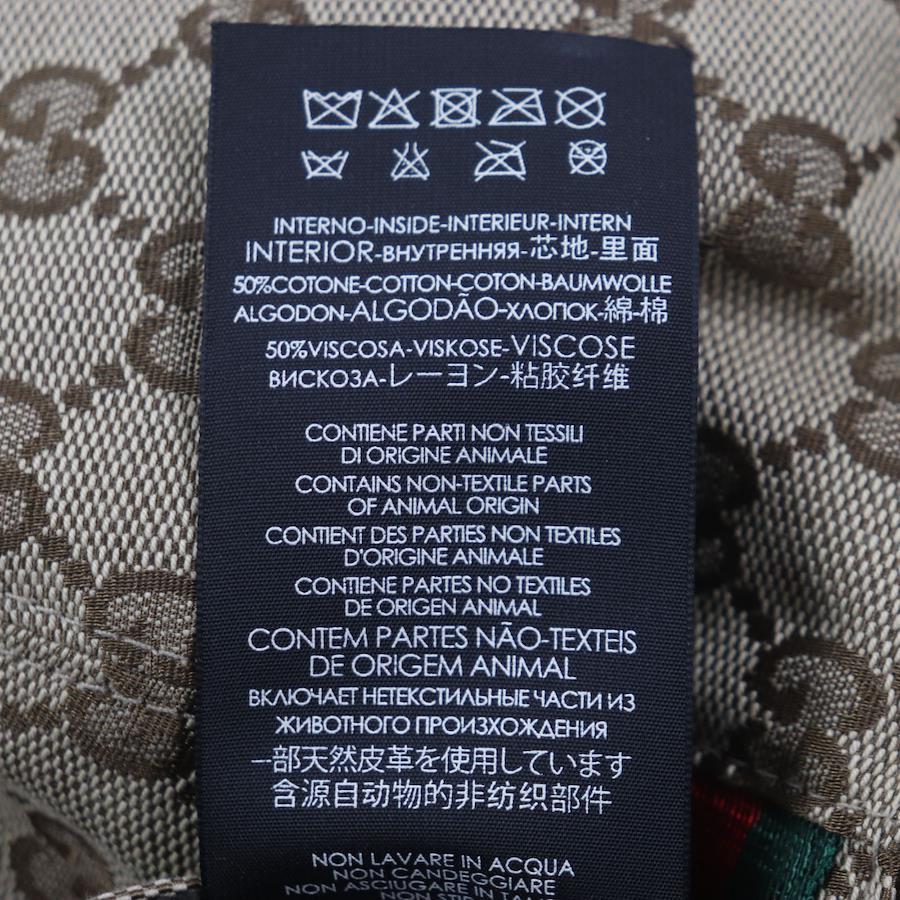 INTERNO-INSIDE-INTERIEUR-INTERN
INTERIOR-ВНУТРЕННЯЯ-芯地-里面
50%COTONE-COTTON-COTON-BAUMWOLLE
ALGODON-ALGODÃO-ХЛОПОК-綿-棉
50%VISCOSA-VISKOSE-VISCOSE
ВИСКОЗА-レーヨン-粘胶纤维
CONTIENE PARTI NON TESSILI
DI ORIGINE ANIMALE
CONTAINS NON-TEXTILE PARTS
OF ANIMAL ORIGIN
CONTIENT DES PARTIES NON TEXTILES
D'ORIGINE ANIMALE
CONTIENE PARTES NO TEXTILES
DE ORIGEN ANIMAL
CONTEM PARTES NÃO-TEXTEIS
DE ORIGEM ANIMAL
ВКЛЮЧАЕТ НЕТЕКСТИЛЬНЫЕ ЧАСТИ ИЗ
ЖИВОТНОГО ПРОИЗХОЖДЕНИЯ
一部天然皮革を使用しています
含源自动物的非纺织部件
NON LAVARE IN ACQUA
NON CANDEGGIARE
NON ASCIUGARE IN